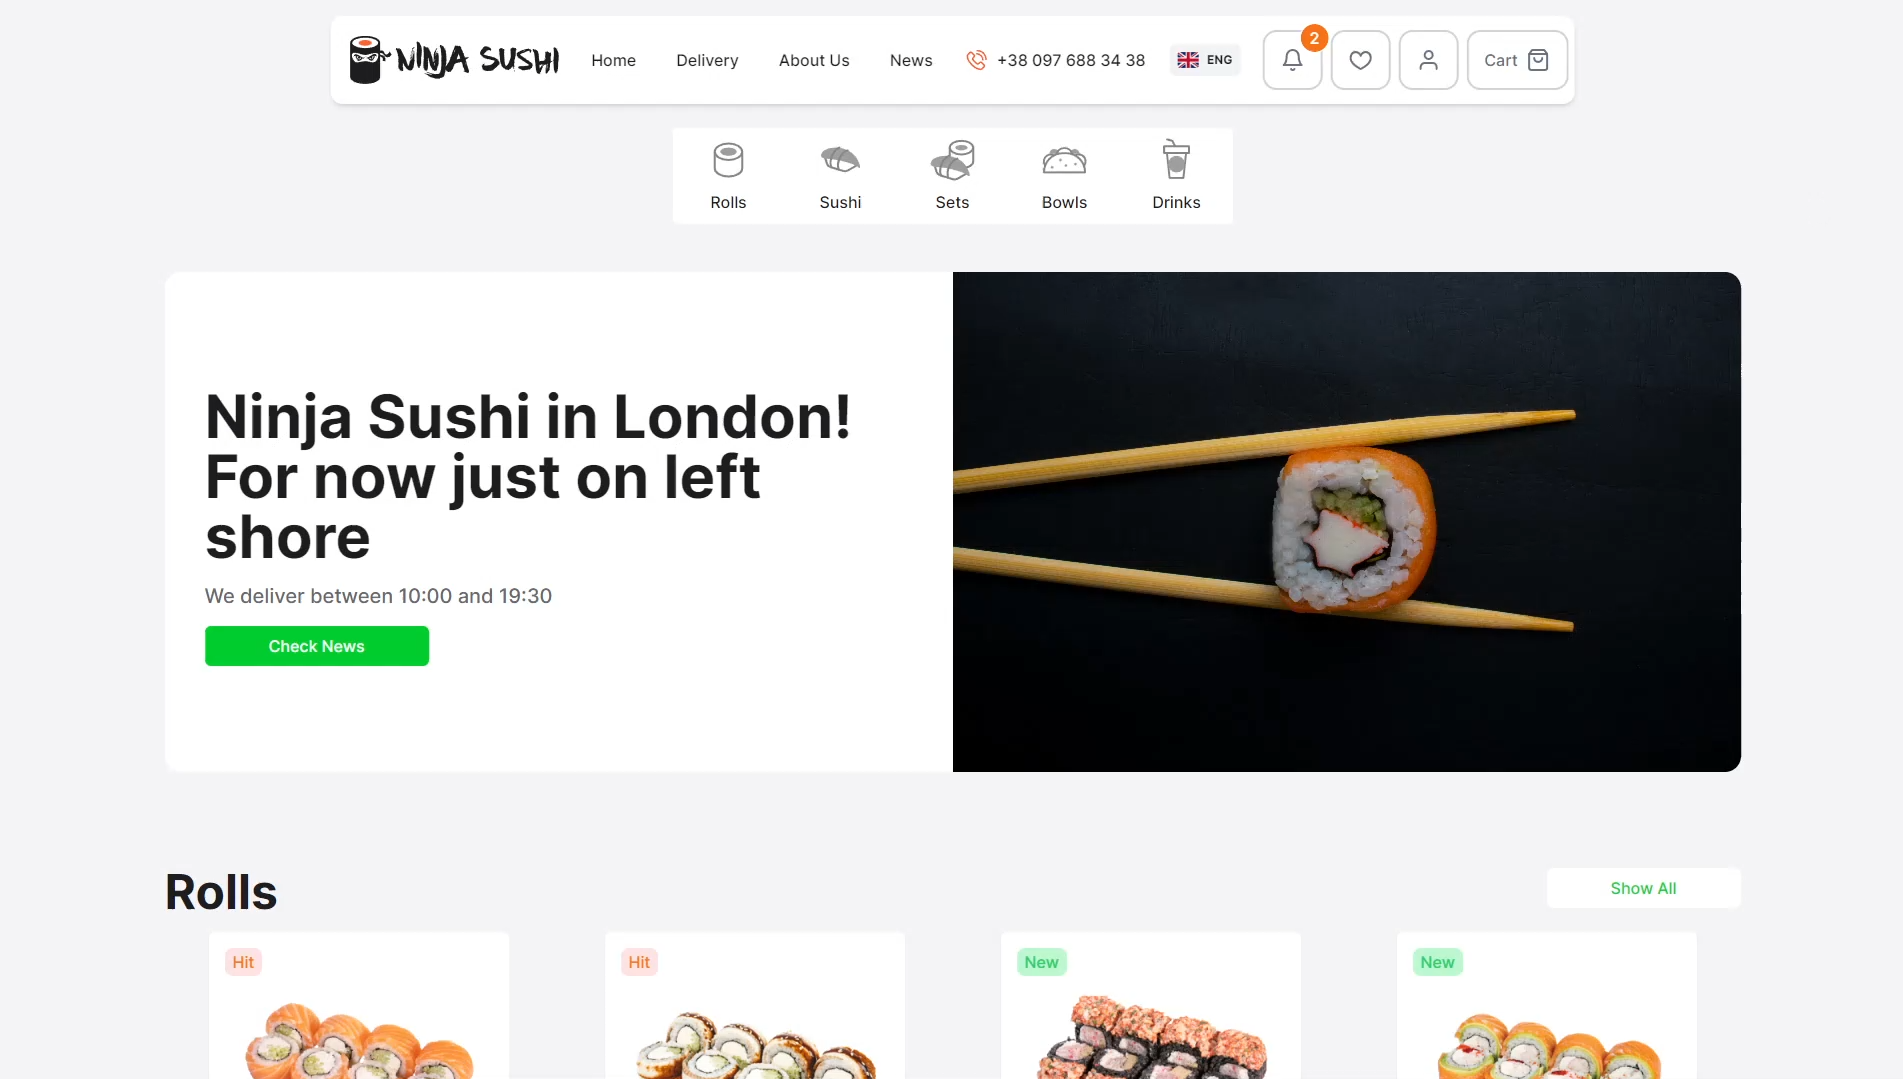 NINJA SUSHI
Home
Delivery
About Us
News
+38 097 688 34 38
ENG
2
Cart
Rolls
Sushi
Sets
Bowls
Drinks
Ninja Sushi in London!
For now just on left
shore
We deliver between 10:00 and 19:30
Check News
Rolls
Show All
Hit
Hit
New
New